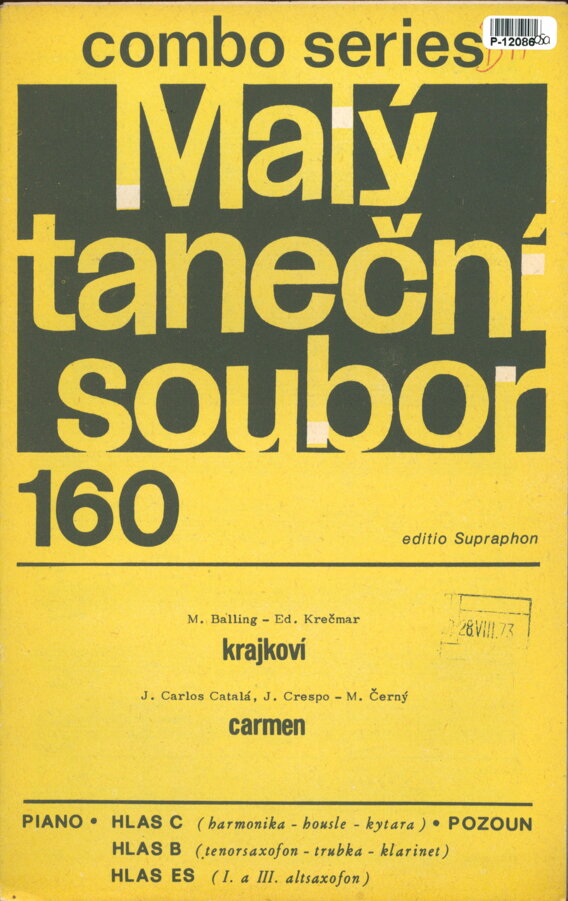 combo series
P-12086
Malý
taneční
soubor
160
editio Supraphon
M. Balling - Ed. Krečmar
krajkoví
28.VIII.73
J. Carlos Catalá, J. Crespo - M. Černý
carmen
PIANO • HLAS C (harmonika - housle - kytara) • POZOUN
HLAS B (tenorsaxofon - trubka - klarinet)
HLAS ES (I. a III. altsaxofon)